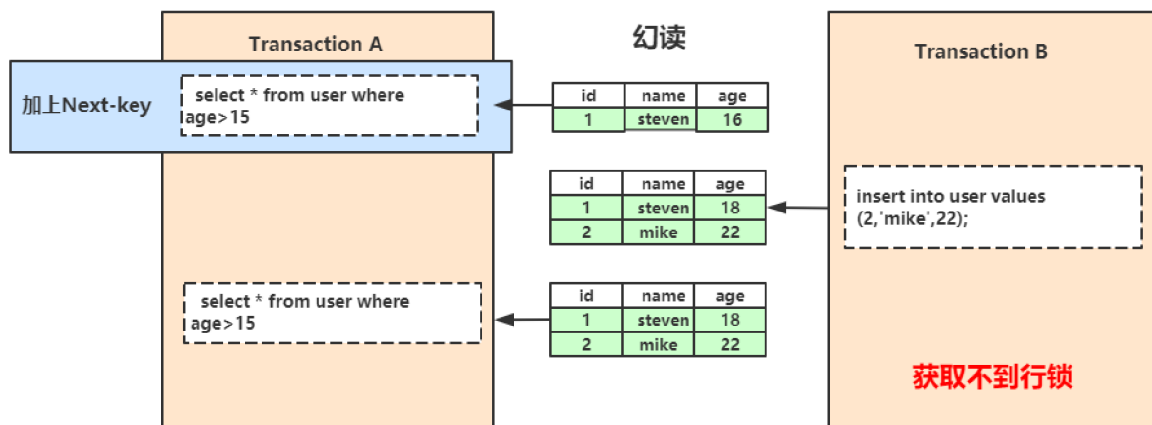 Transaction A
幻读
Transaction B
加上Next-key
select * from user where
age>15
id name age
1 steven 16
id name age
1 steven 18
2 mike 22
insert into user values
(2,'mike',22);
select * from user where
age>15
id name age
1 steven 18
2 mike 22
获取不到行锁